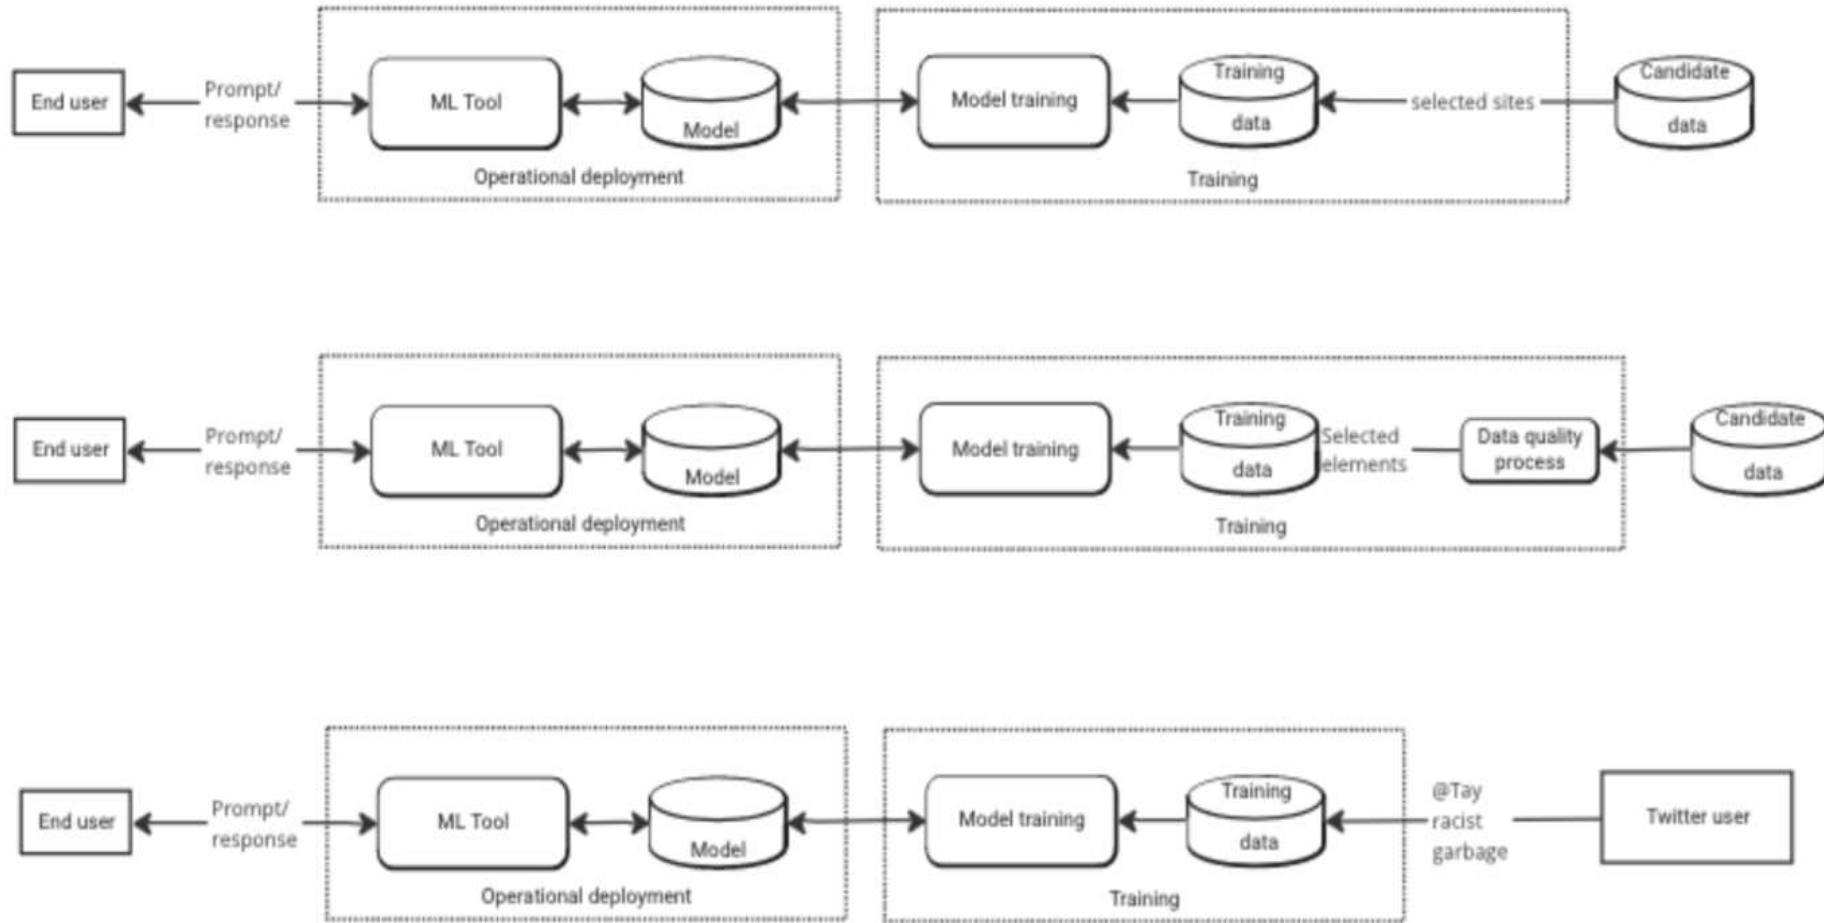 End user
Prompt/
response
ML Tool
Model
Operational deployment
Model training
Training
data
selected sites
Training
Candidate
data
End user
Prompt/
response
ML Tool
Model
Operational deployment
Model training
Training
data
Selected
elements
Data quality
process
Training
Candidate
data
End user
Prompt/
response
ML Tool
Model
Operational deployment
Model training
Training
data
Training
@Tay
racist
garbage
Twitter user